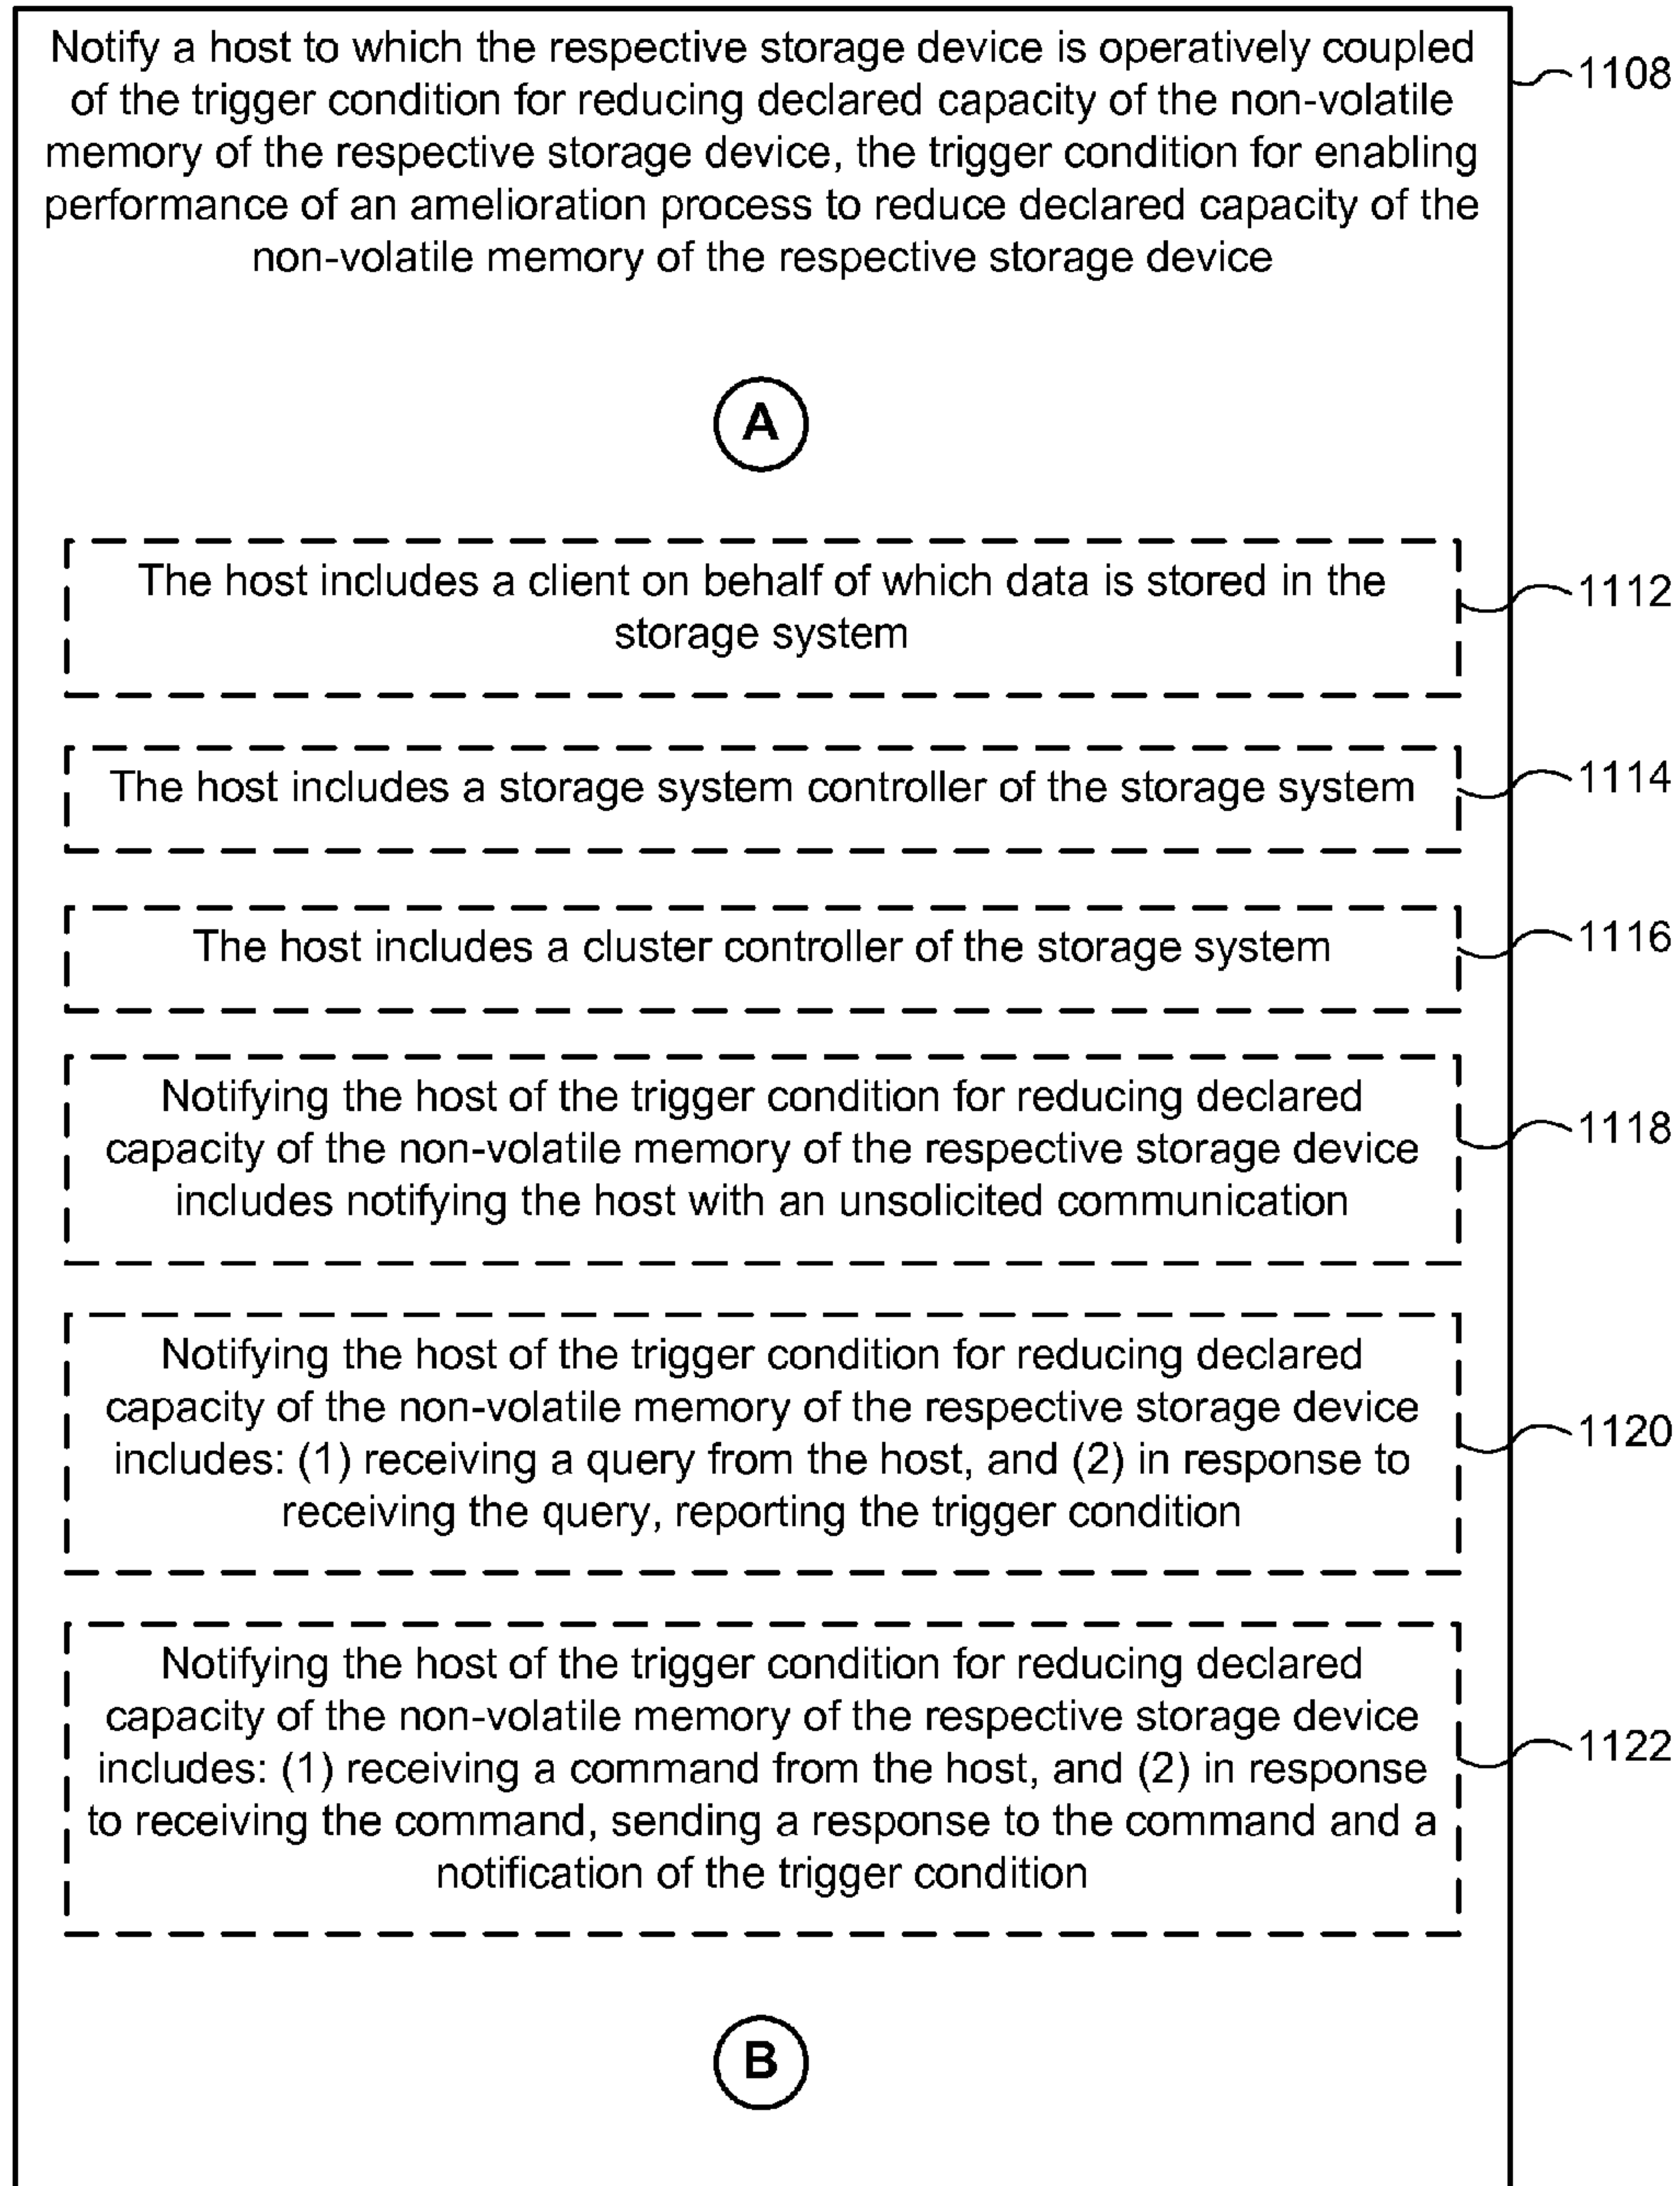 Notify a host to which the respective storage device is operatively coupled
of the trigger condition for reducing declared capacity of the non-volatile
memory of the respective storage device, the trigger condition for enabling
performance of an amelioration process to reduce declared capacity of the
non-volatile memory of the respective storage device
1108
A
The host includes a client on behalf of which data is stored in the
storage system
1112
The host includes a storage system controller of the storage system
1114
The host includes a cluster controller of the storage system
1116
Notifying the host of the trigger condition for reducing declared
capacity of the non-volatile memory of the respective storage device
includes notifying the host with an unsolicited communication
1118
Notifying the host of the trigger condition for reducing declared
capacity of the non-volatile memory of the respective storage device
includes: (1) receiving a query from the host, and (2) in response to
receiving the query, reporting the trigger condition
1120
Notifying the host of the trigger condition for reducing declared
capacity of the non-volatile memory of the respective storage device
includes: (1) receiving a command from the host, and (2) in response
to receiving the command, sending a response to the command and a
notification of the trigger condition
1122
B